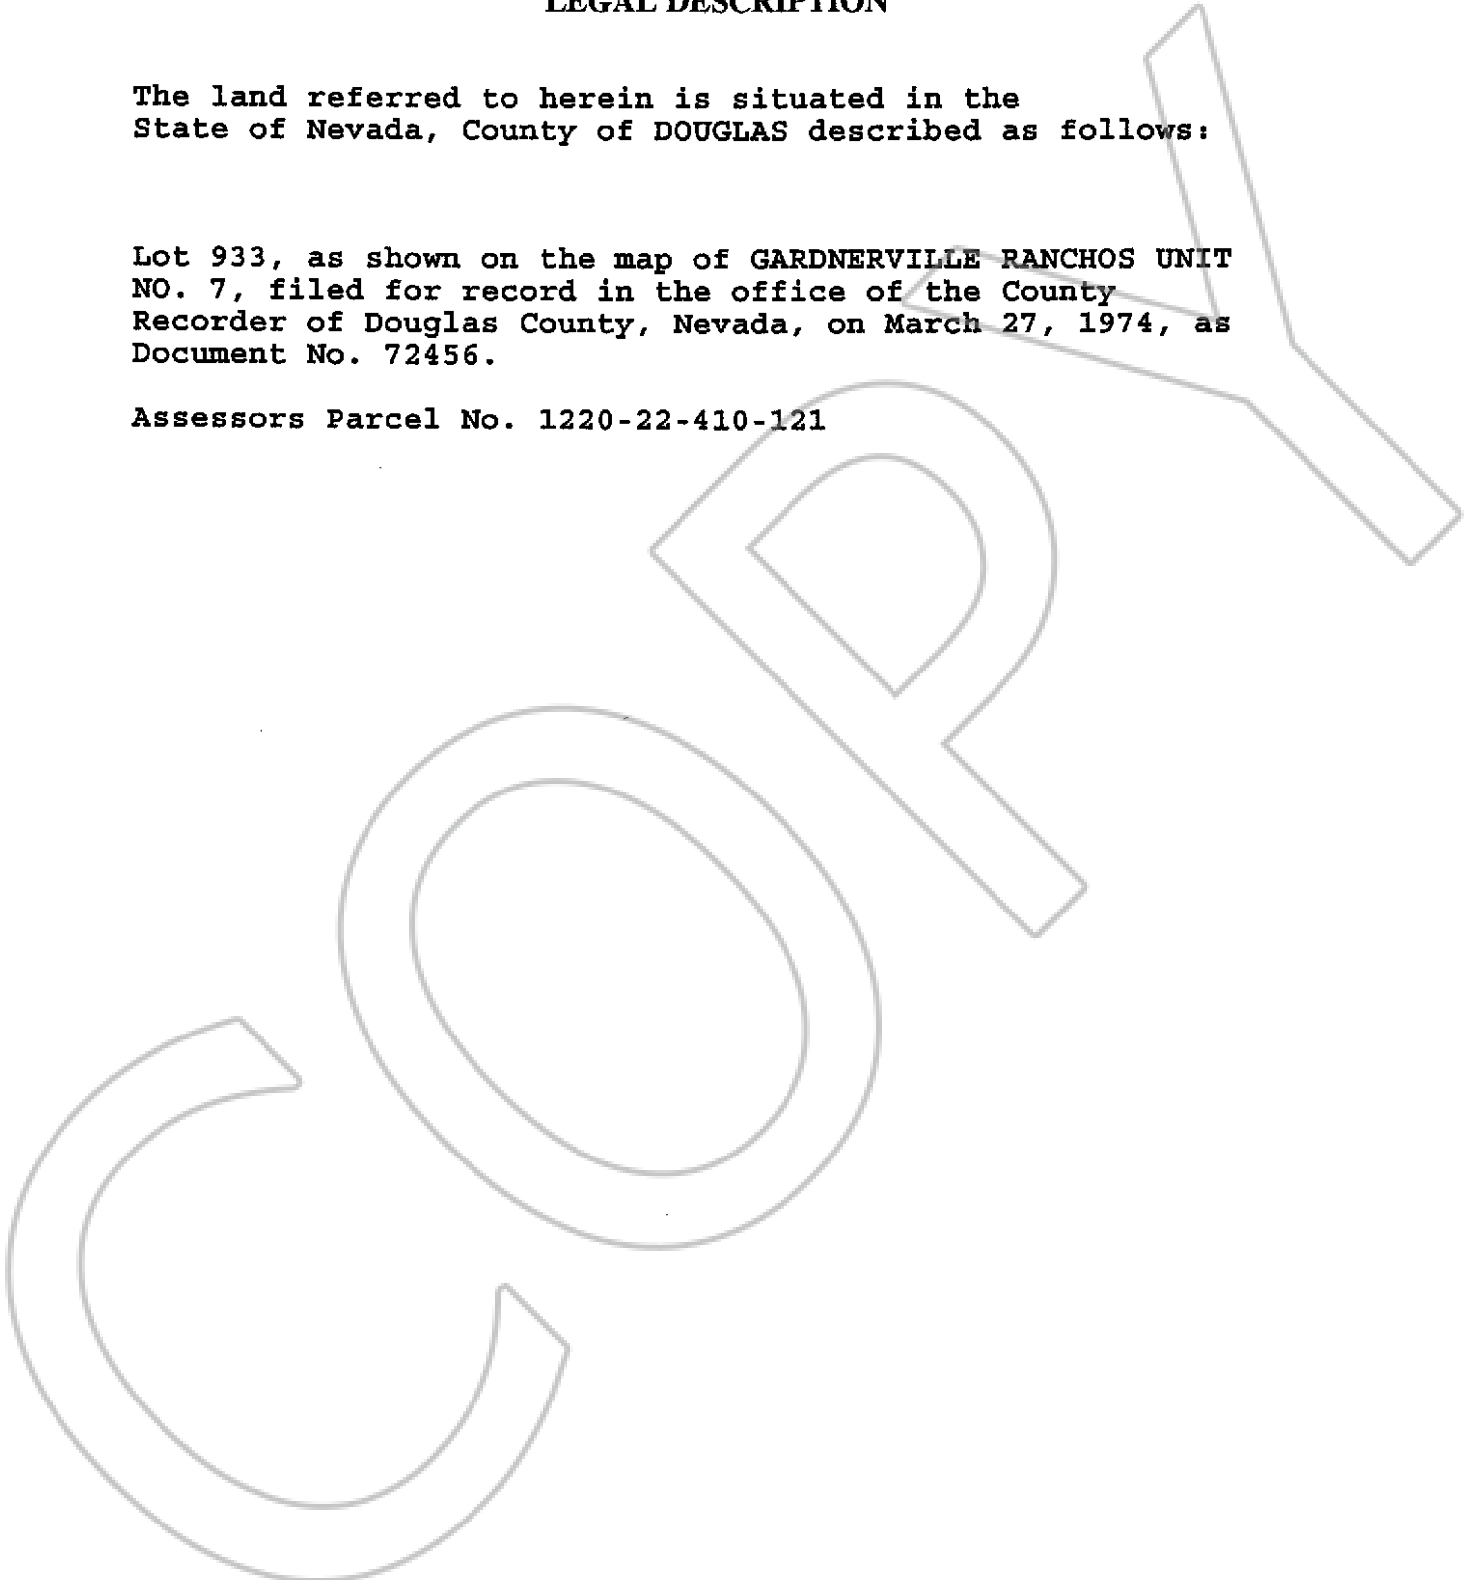 LEGAL DESCRIPTION
The land referred to herein is situated in the
State of Nevada, County of DOUGLAS described as follows:
Lot 933, as shown on the map of GARDNERVILLE RANCHOS UNIT
NO. 7, filed for record in the office of the County
Recorder of Douglas County, Nevada, on March 27, 1974, as
Document No. 72456.
Assessors Parcel No. 1220-22-410-121
COPY